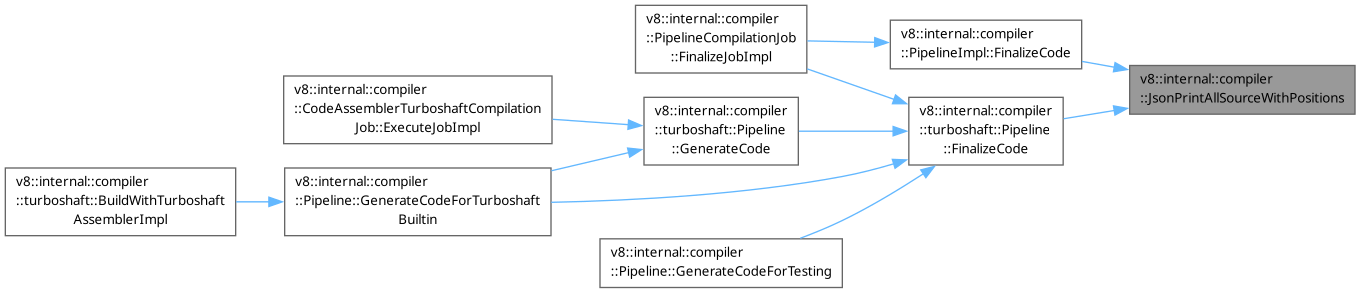 v8::internal::compiler
::PipelineCompilationJob
::FinalizeJobImpl
v8::internal::compiler
::PipelineImpl::FinalizeCode
v8::internal::compiler
::JsonPrintAllSourceWithPositions
v8::internal::compiler
::CodeAssemblerTurboshaftCompilation
Job::ExecuteJobImpl
v8::internal::compiler
::turboshaft::Pipeline
::GenerateCode
v8::internal::compiler
::turboshaft::Pipeline
::FinalizeCode
v8::internal::compiler
::turboshaft::BuildWithTurboshaft
AssemblerImpl
v8::internal::compiler
::Pipeline::GenerateCodeForTurboshaft
Builtin
v8::internal::compiler
::Pipeline::GenerateCodeForTesting